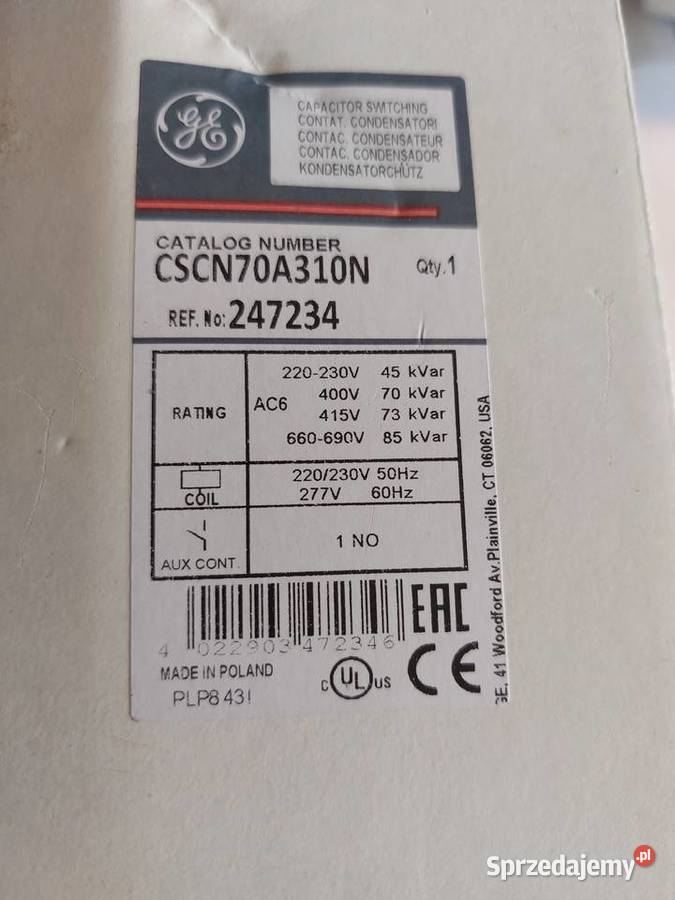 GE
CAPACITOR SWITCHING
CONTAT. CONDENSATORI
CONTAC. CONDENSATEUR
CONTAC. CONDENSADOR
KONDENSATORCHÜTZ
CATALOG NUMBER
CSCN70A310N Qty.1
REF. No: 247234
RATING AC6
220-230V 45 kVar
400V 70 kVar
415V 73 kVar
660-690V 85 kVar
COIL
220/230V 50Hz
277V 60Hz
AUX CONT.
1 NO
4 022903 472346
EAC
MADE IN POLAND
PLP8 43
C UL US
CE
GE, 41 Woodford Av.Plainville, CT 06062, USA
Sprzedajemy.pl